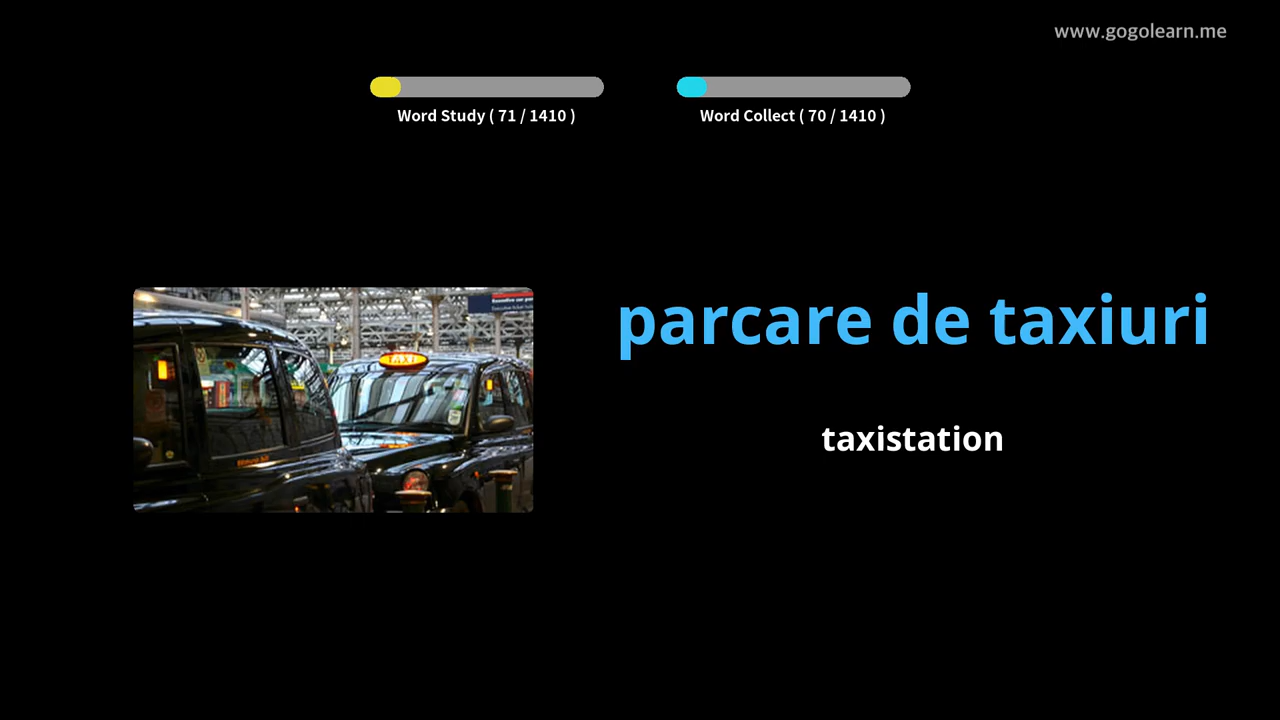 www.gogolearn.me
Word Study ( 71 / 1410 )
Word Collect ( 70 / 1410 )
parcare de taxiuri
taxistation
TAXI